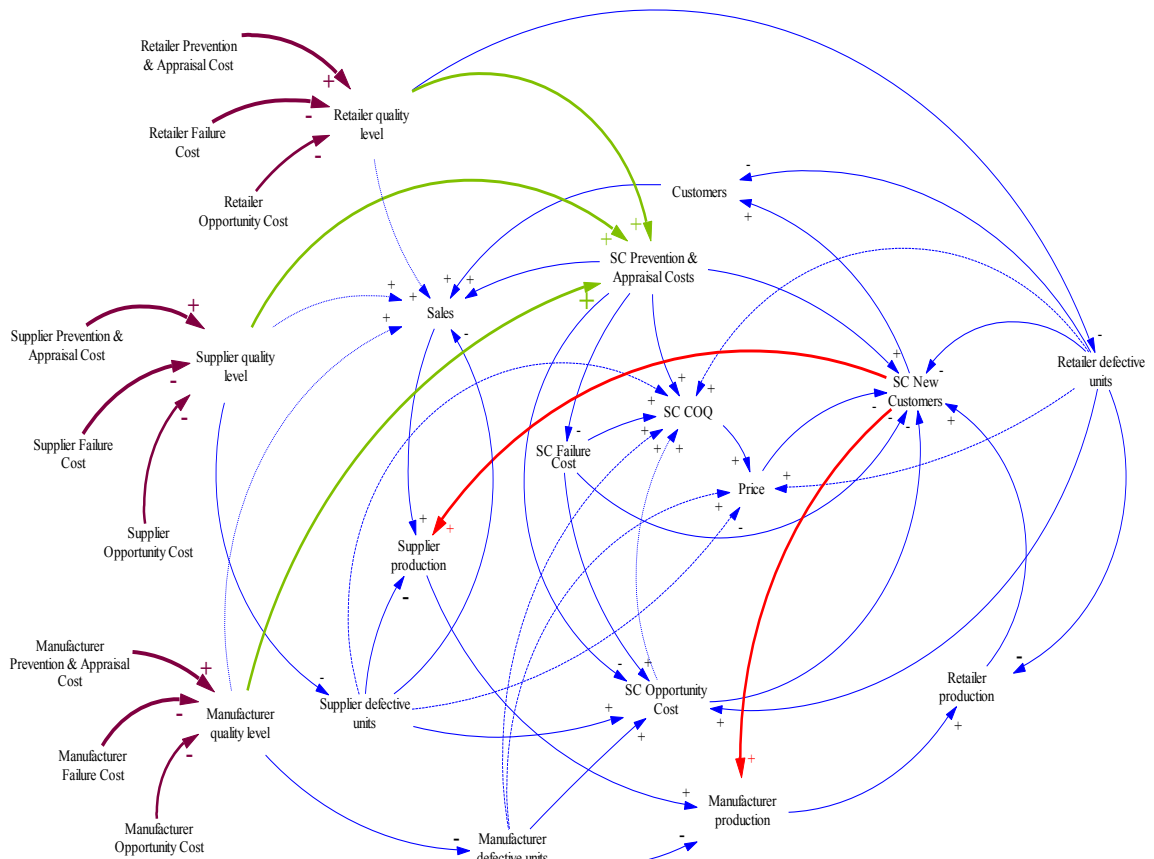 Retailer Prevention
& Appraisal Cost
+
Retailer quality
level
-
Retailer Failure
Cost
-
Retailer
Opportunity Cost
-
Customers
+
+
+
SC Prevention &
Appraisal Costs
+
+
+
+
Sales
+
-
+
+
Supplier Prevention &
Appraisal Cost
Supplier quality
level
-
-
Supplier Failure
Cost
Supplier
Opportunity Cost
-
Retailer defective
units
+
-
SC New
Customers
-
-
-
+
+
+
+
SC COQ
+
+
+
-
SC Failure
Cost
+
Price
+
+
-
+
+
Supplier
production
-
Manufacturer
Prevention & Appraisal
Cost
+
-
Manufacturer
quality level
-
Manufacturer
Failure Cost
Manufacturer
Opportunity Cost
-
Supplier defective
units
-
+
SC Opportunity
Cost
+
+
+
-
Retailer
production
+
+
+
Manufacturer
production
-
-
Manufacturer
defective units